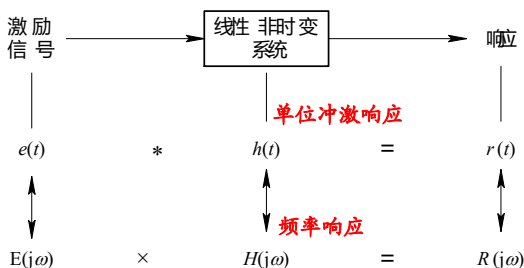 激励
信号
线性 非时变
系统
响应
单位冲激响应
e(t) * h(t) = r(t)
频率响应
E(jω) × H(jω) = R(jω)